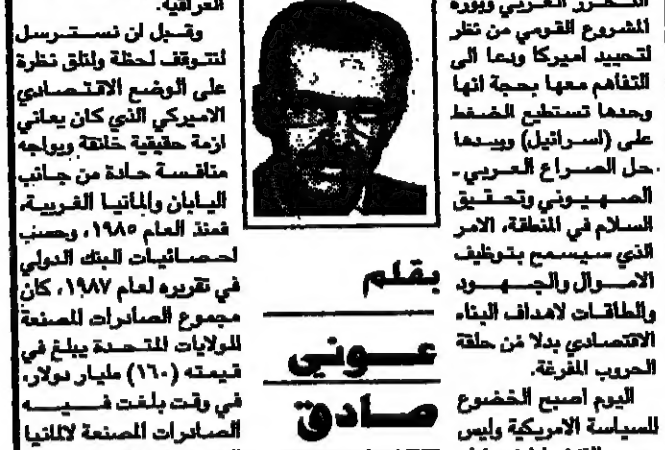 التحرر العربي وبؤرة
المشروع القومي من نظر
لتحييد اميركا ودعا الى
التفاهم معها بحجة انها
وحدها تستطيع الضغط
على (اسرائيل) وبيدها
حل الصراع العربي -
الصهيوني وتحقيق
السلام في المنطقة، الامر
الذي سيسمح بتوظيف
الاموال والجهود
والطاقات لاهداف البناء
الاقتصادي بدلا من حلقة
الحروب المفرغة.
اليوم اصبح الخضوع
للسياسة الامريكية وليس
بقلم
عوني
صادق
العراقية.
وقبل ان نسترسل
لنتوقف لحظة ولنلق نظرة
على الوضع الاقتصادي
الاميركي الذي كان يعاني
ازمة حقيقية خانقة ويواجه
منافسة حادة من جانب
اليابان والمانيا الغربية.
فمنذ العام ١٩٨٥، وحسب
احصائيات البنك الدولي
في تقريره لعام ١٩٨٧، كان
مجموع الصادرات المصنعة
للولايات المتحدة يبلغ في
قيمته (١٦٠) مليار دولار،
في وقت بلغت فيه
الصادرات المصنعة لالمانيا